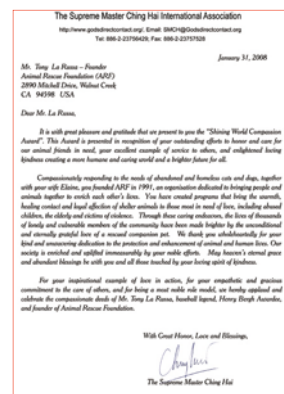 The Supreme Master Ching Hai International Association
http://www.godsdirectcontact.org/; Email: SMCH@Godsdirectcontact.org
Tel: 886-2-23756429; Fax: 886-2-23757528
January 31, 2008
Mr. Tony La Russa – Founder
Animal Rescue Foundation (ARF)
2890 Mitchell Drive, Walnut Creek
CA 94598 USA
Dear Mr. La Russa,
It is with great pleasure and gratitude that we present to you the "Shining World Compassion
Award". This Award is presented in recognition of your outstanding efforts to honor and care for
our animal friends in need, your excellent example of service to others, and enlightened loving
kindness creating a more humane and caring world and a brighter future for all.
Compassionately responding to the needs of abandoned and homeless cats and dogs, together
with your wife Elaine, you founded ARF in 1991, an organisation dedicated to bringing people and
animals together to enrich each other's lives. You have created programs that bring the warmth,
healing contact and loyal affection of shelter animals to those most in need of love, including abused
children, the elderly and victims of violence. Through these caring endeavors, the lives of thousands
of lonely and vulnerable members of the community have been made brighter by the unconditional
and eternally grateful love of a rescued companion pet. We thank you wholeheartedly for your
kind and unwavering dedication to the protection and enhancement of animal and human lives. Our
society is enriched and uplifted immeasurably by your noble efforts. May heaven's eternal grace
and abundant blessings be with you and all those touched by your loving spirit of kindness.
For your inspirational example of love in action, for your empathetic and gracious
commitment to the care of others, and for being a most noble role model, we hereby applaud and
celebrate the compassionate deeds of Mr. Tony La Russa, baseball legend, Henry Bergh Awardee,
and founder of Animal Rescue Foundation.
With Great Honor, Love and Blessings,
The Supreme Master Ching Hai